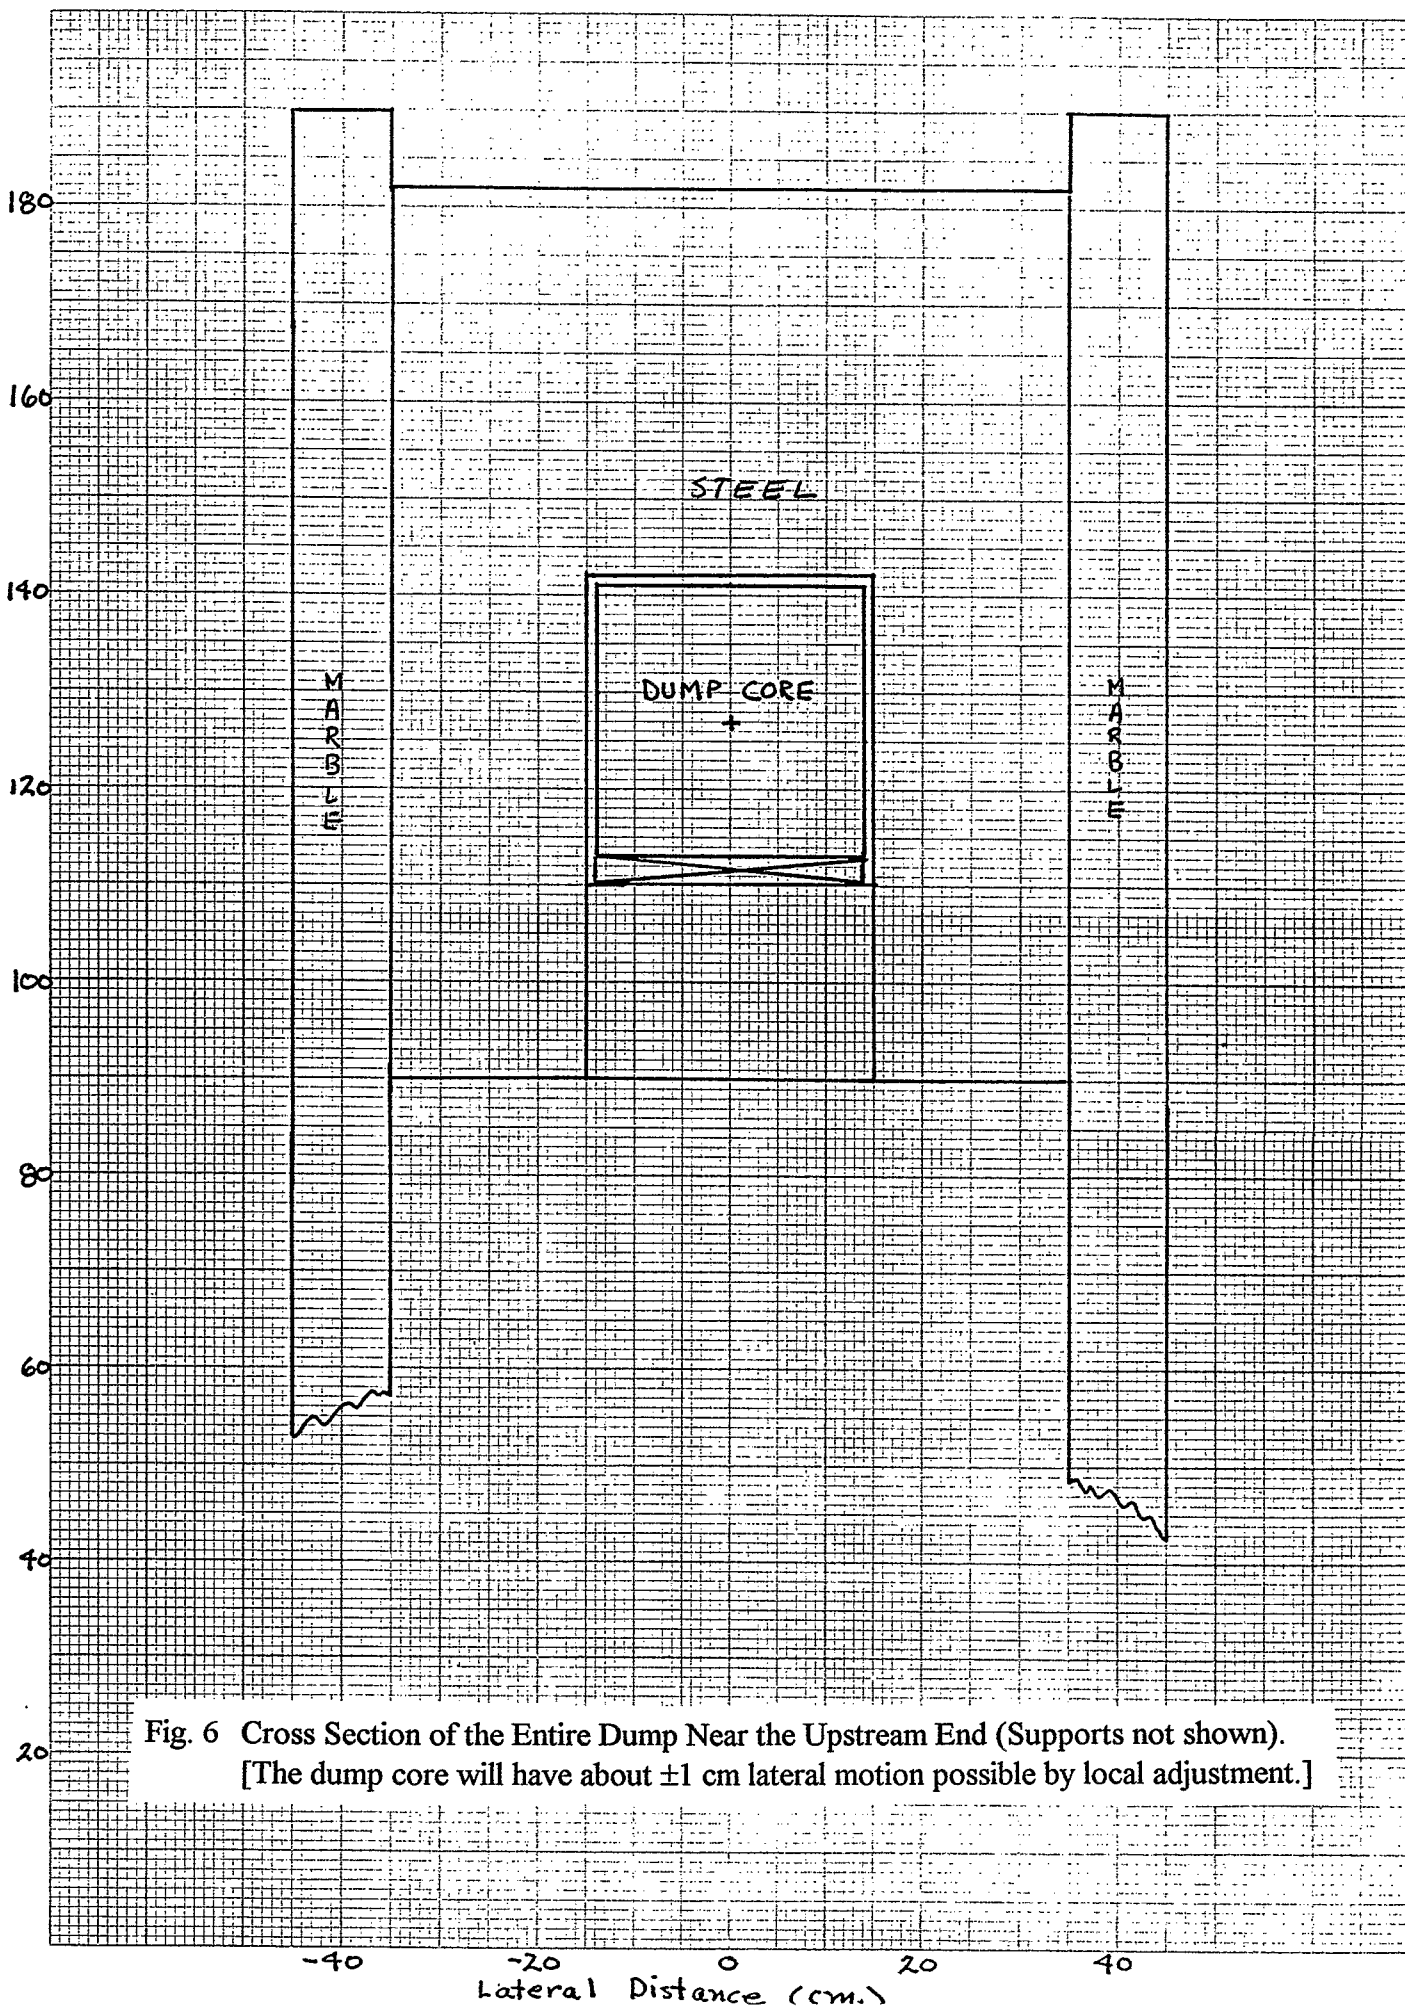 180
160
STEEL
140
DUMP CORE
+
MARBLE
MARBLE
120
100
80
60
40
Fig. 6 Cross Section of the Entire Dump Near the Upstream End (Supports not shown).
20
[The dump core will have about ±1 cm lateral motion possible by local adjustment.]
-40 -20 0 20 40
Lateral Distance (cm.)